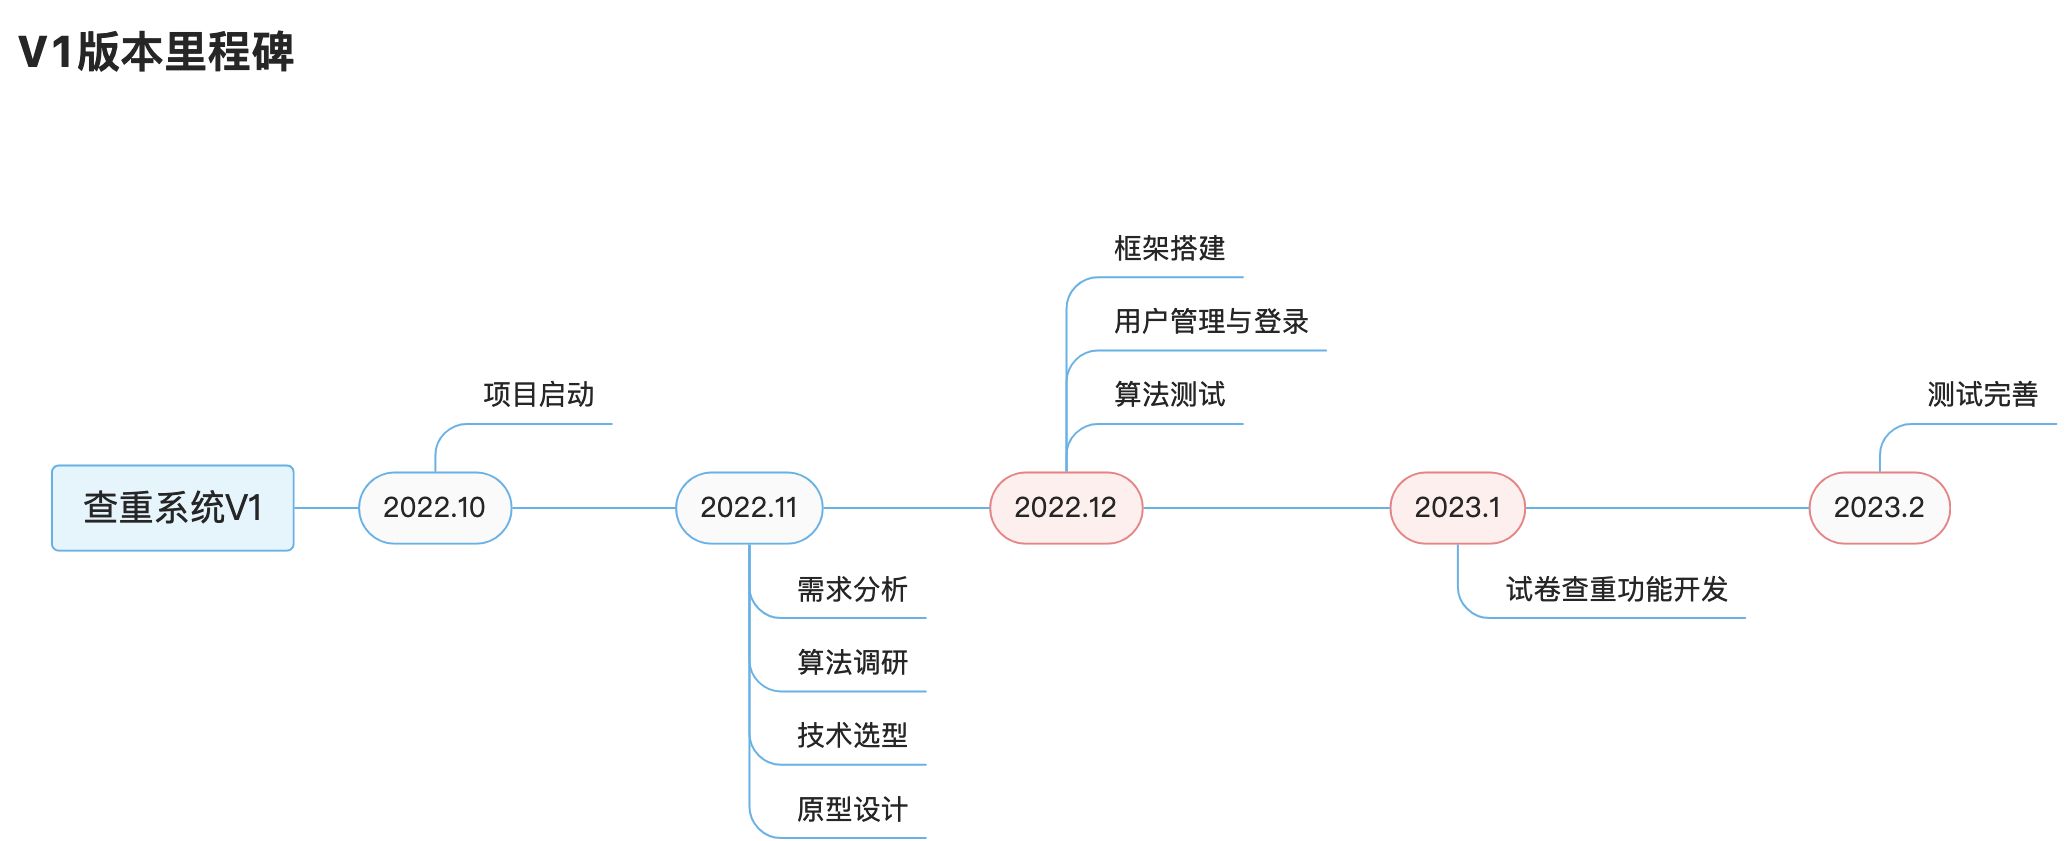 V1版本里程碑
查重系统V1
2022.10
项目启动
2022.11
需求分析
算法调研
技术选型
原型设计
2022.12
框架搭建
用户管理与登录
算法测试
2023.1
试卷查重功能开发
2023.2
测试完善